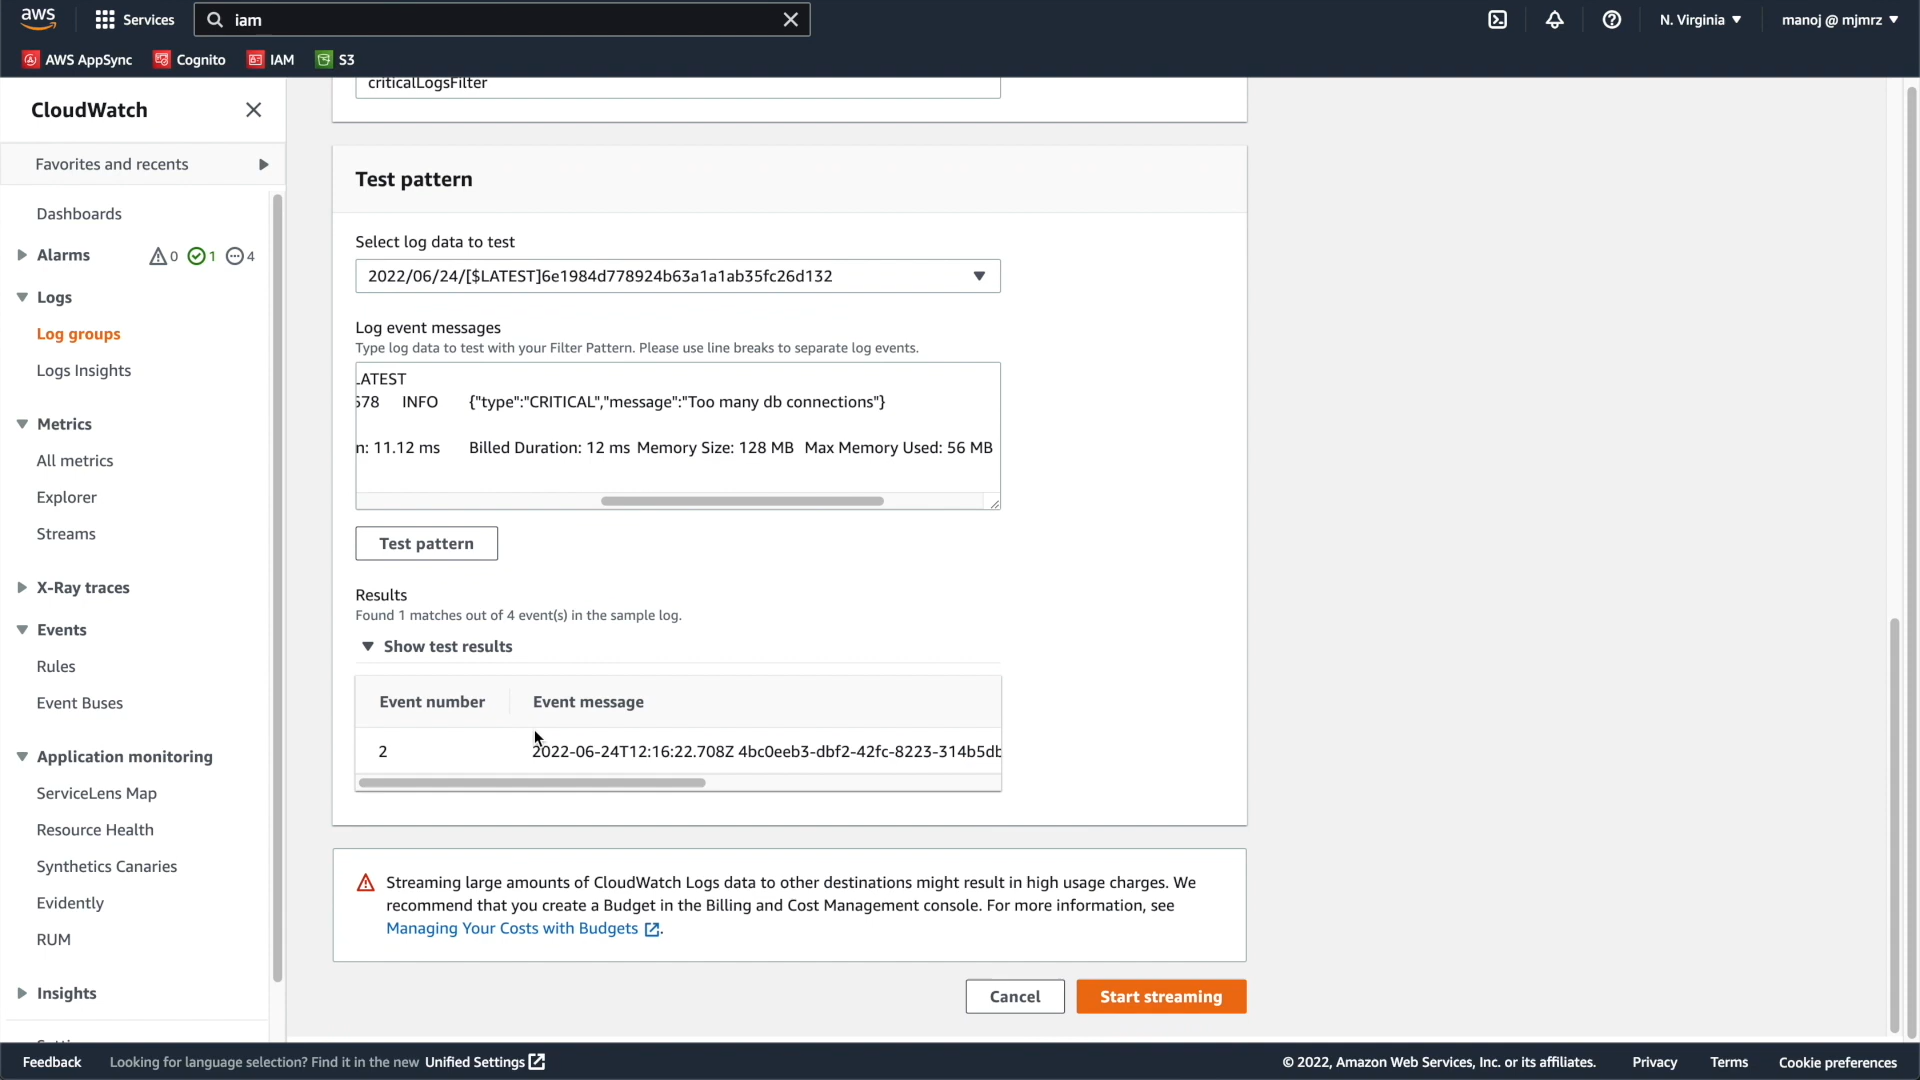 aws
Services
iam
N. Virginia
manoj @ mjmrz
AWS AppSync
Cognito
IAM
S3
CloudWatch
Favorites and recents
Dashboards
Alarms
0
1
4
Logs
Log groups
Logs Insights
Metrics
All metrics
Explorer
Streams
X-Ray traces
Events
Rules
Event Buses
Application monitoring
ServiceLens Map
Resource Health
Synthetics Canaries
Evidently
RUM
Insights
criticalLogsFilter
Test pattern
Select log data to test
2022/06/24/[$LATEST]6e1984d778924b63a1a1ab35fc26d132
Log event messages
Type log data to test with your Filter Pattern. Please use line breaks to separate log events.
LATEST
578 INFO {"type":"CRITICAL","message":"Too many db connections"}
n: 11.12 ms Billed Duration: 12 ms Memory Size: 128 MB Max Memory Used: 56 MB
Test pattern
Results
Found 1 matches out of 4 event(s) in the sample log.
Show test results
Event number Event message
2 2022-06-24T12:16:22.708Z 4bc0eeb3-dbf2-42fc-8223-314b5db
Streaming large amounts of CloudWatch Logs data to other destinations might result in high usage charges. We
recommend that you create a Budget in the Billing and Cost Management console. For more information, see
Managing Your Costs with Budgets.
Cancel
Start streaming
Feedback
Looking for language selection? Find it in the new Unified Settings
© 2022, Amazon Web Services, Inc. or its affiliates.
Privacy
Terms
Cookie preferences